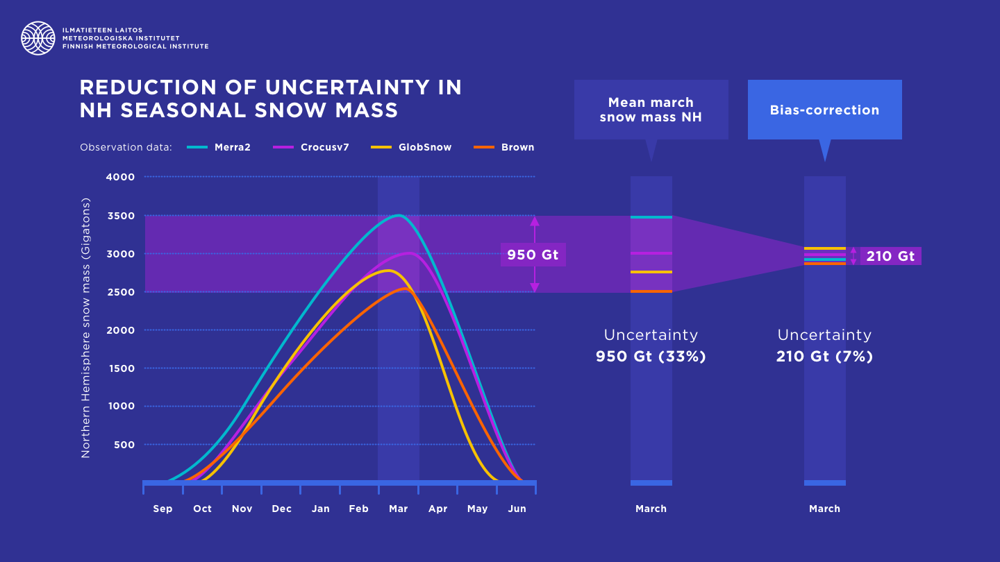 ILMATIETEEN LAITOS
METEOROLOGISKA INSTITUTET
FINNISH METEOROLOGICAL INSTITUTE
REDUCTION OF UNCERTAINTY IN
NH SEASONAL SNOW MASS
Observation data: Merra2 Crocusv7 GlobSnow Brown
Mean march
snow mass NH
Bias-correction
Northern Hemisphere snow mass (Gigatons)
4000
3500
3000
2500
2000
1500
1000
500
950 Gt
210 Gt
Uncertainty
950 Gt (33%)
Uncertainty
210 Gt (7%)
Sep Oct Nov Dec Jan Feb Mar Apr May Jun
March
March